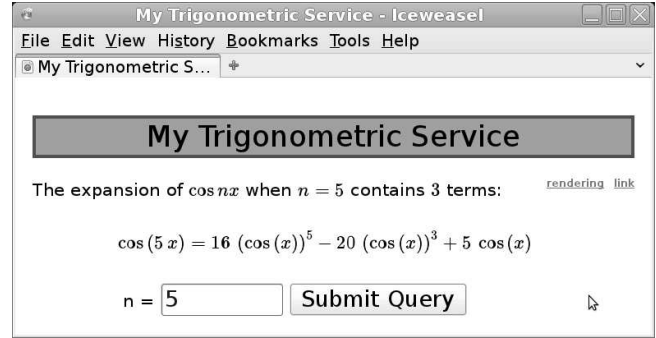 My Trigonometric Service - Iceweasel
File Edit View History Bookmarks Tools Help
My Trigonometric S...
My Trigonometric Service
The expansion of cos nx when n = 5 contains 3 terms: rendering link
cos (5 x) = 16 (cos (x))⁵ − 20 (cos (x))³ + 5 cos (x)
n = 5 Submit Query